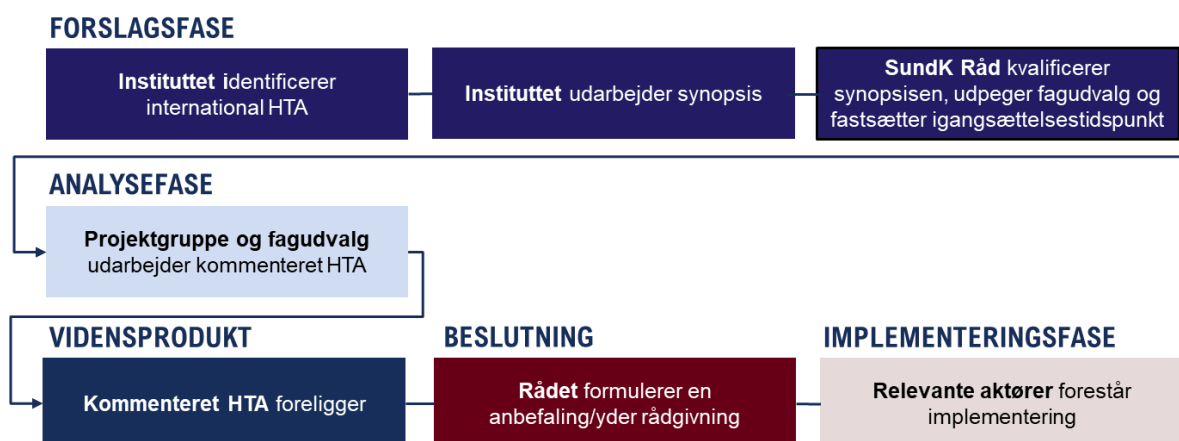 FORSLAGSFASE
Instituttet identificerer
international HTA
Instituttet udarbejder synopsis
SundK Råd kvalificerer
synopsisen, udpeger fagudvalg og
fastsætter igangsættelsestidspunkt
ANALYSEFASE
Projektgruppe og fagudvalg
udarbejder kommenteret HTA
VIDENSPRODUKT
Kommenteret HTA foreligger
BESLUTNING
Rådet formulerer en
anbefaling/yder rådgivning
IMPLEMENTERINGSFASE
Relevante aktører forestår
implementering